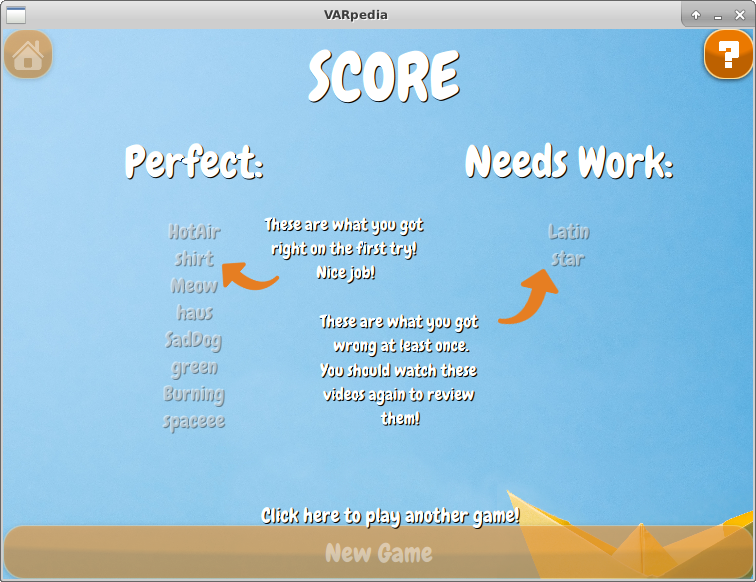 VARpedia
?
SCORE
Perfect:
Needs Work:
HotAir
shirt
Meow
haus
SadDog
green
Burning
spaceee
These are what you got
right on the first try!
Nice job!
Latin
star
These are what you got
wrong at least once.
You should watch these
videos again to review
them!
Click here to play another game!
New Game